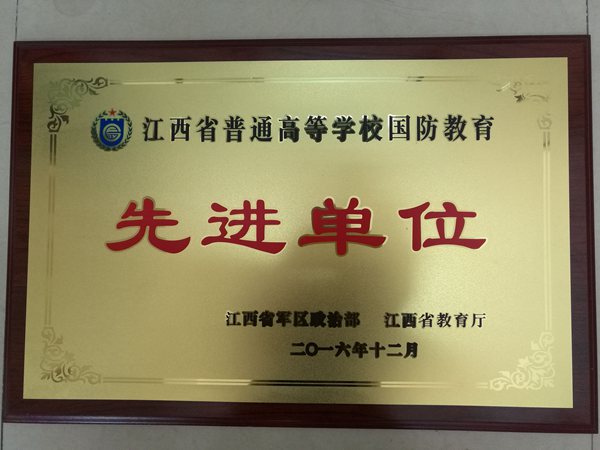 江西省普通高等学校国防教育
先进单位
江西省军区政治部 江西省教育厅
二〇一六年十二月